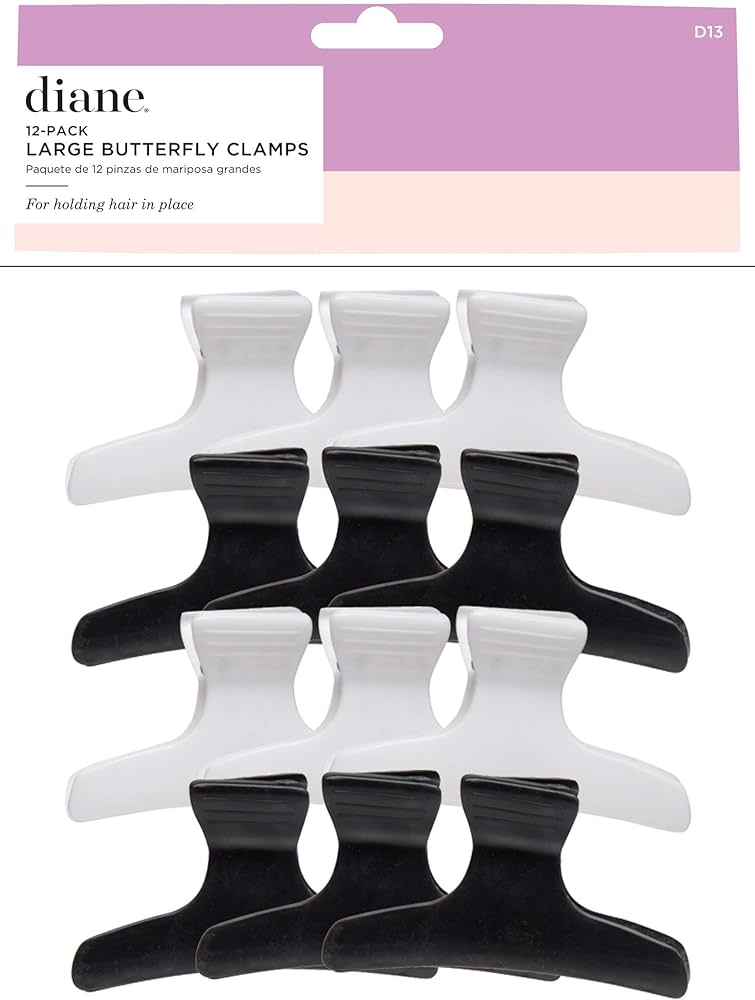 D13
diane®
12-PACK
LARGE BUTTERFLY CLAMPS
Paquete de 12 pinzas de mariposa grandes
For holding hair in place